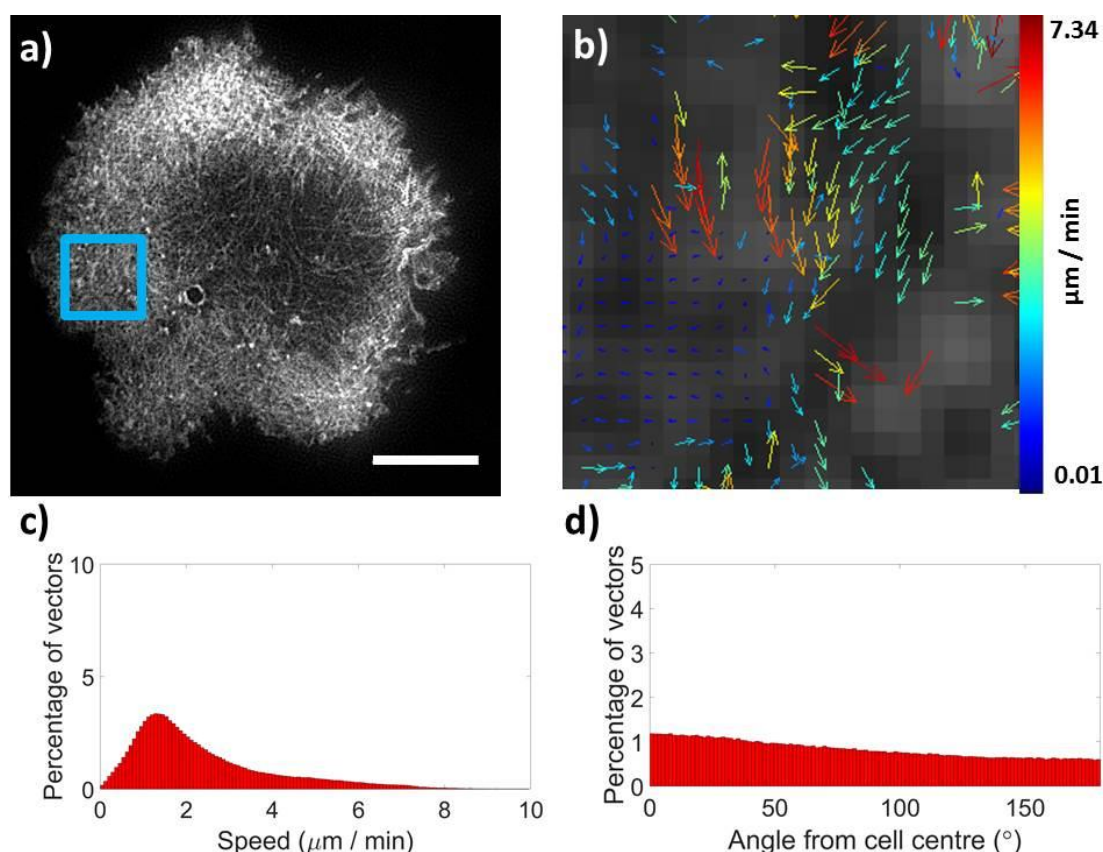 a)
b)
7.34
µm / min
0.01
c)
Percentage of vectors
10
5
0
0 2 4 6 8 10
Speed (µm / min)
d)
Percentage of vectors
5
4
3
2
1
0
0 50 100 150
Angle from cell centre (°)